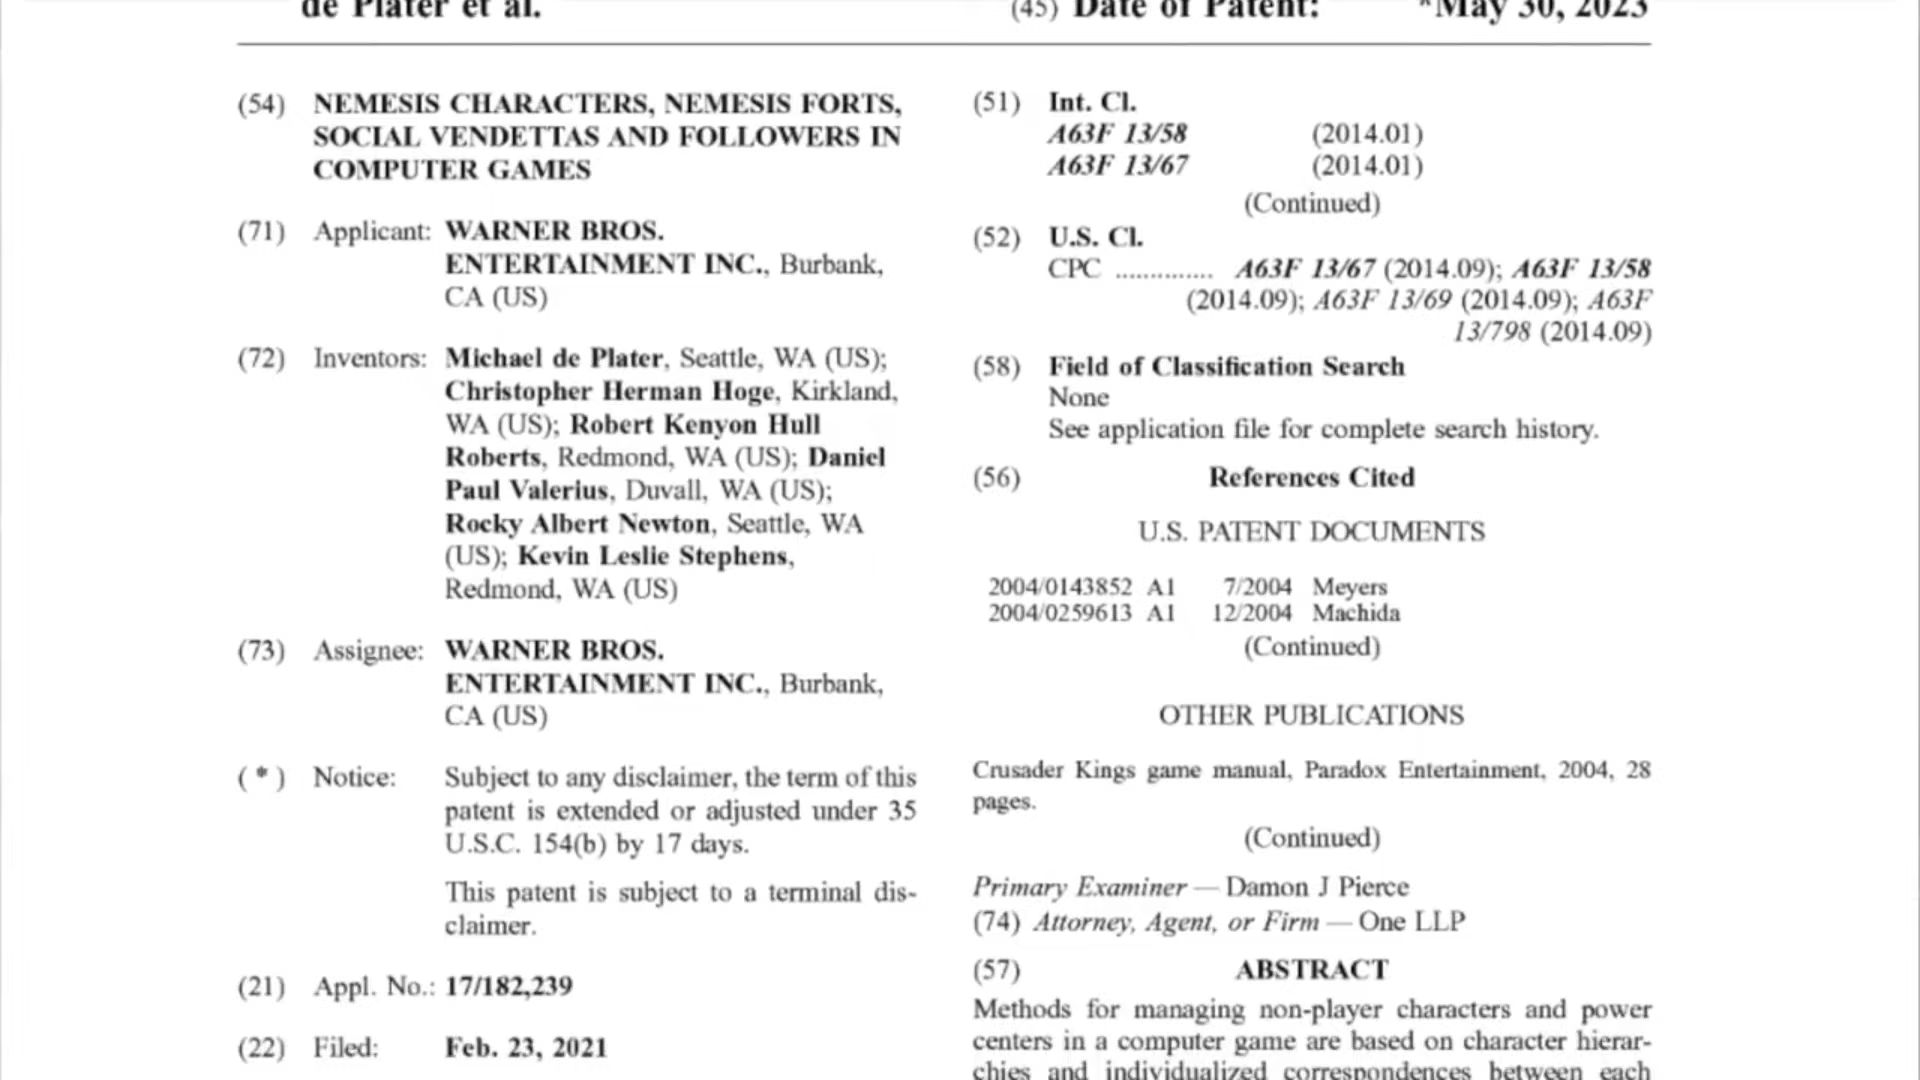 de Plater et al.
(45) Date of Patent: *May 30, 2023
(54) NEMESIS CHARACTERS, NEMESIS FORTS,
SOCIAL VENDETTAS AND FOLLOWERS IN
COMPUTER GAMES
(71) Applicant: WARNER BROS.
ENTERTAINMENT INC., Burbank,
CA (US)
(72) Inventors: Michael de Plater, Seattle, WA (US);
Christopher Herman Hoge, Kirkland,
WA (US); Robert Kenyon Hull
Roberts, Redmond, WA (US); Daniel
Paul Valerius, Duvall, WA (US);
Rocky Albert Newton, Seattle, WA
(US); Kevin Leslie Stephens,
Redmond, WA (US)
(73) Assignee: WARNER BROS.
ENTERTAINMENT INC., Burbank,
CA (US)
( * ) Notice: Subject to any disclaimer, the term of this
patent is extended or adjusted under 35
U.S.C. 154(b) by 17 days.
This patent is subject to a terminal dis-
claimer.
(21) Appl. No.: 17/182,239
(22) Filed: Feb. 23, 2021
(51) Int. Cl.
A63F 13/58 (2014.01)
A63F 13/67 (2014.01)
(Continued)
(52) U.S. Cl.
CPC .............. A63F 13/67 (2014.09); A63F 13/58
(2014.09); A63F 13/69 (2014.09); A63F
13/798 (2014.09)
(58) Field of Classification Search
None
See application file for complete search history.
(56) References Cited
U.S. PATENT DOCUMENTS
2004/0143852 A1 7/2004 Meyers
2004/0259613 A1 12/2004 Machida
(Continued)
OTHER PUBLICATIONS
Crusader Kings game manual, Paradox Entertainment, 2004, 28
pages.
(Continued)
Primary Examiner — Damon J Pierce
(74) Attorney, Agent, or Firm — One LLP
(57) ABSTRACT
Methods for managing non-player characters and power
centers in a computer game are based on character hierar-
chies and individualized correspondences between each